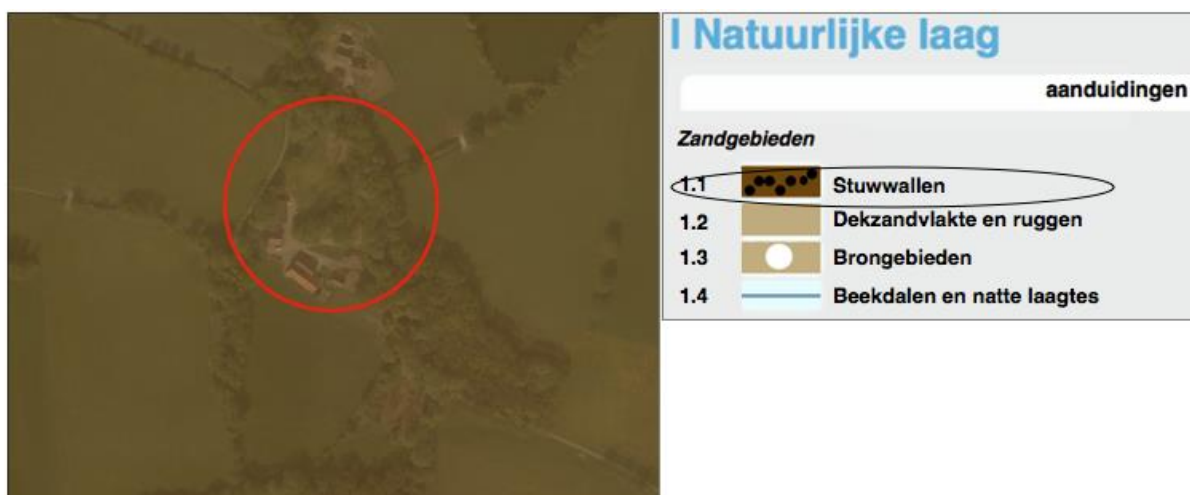 I Natuurlijke laag
aanduidingen
Zandgebieden
1.1 Stuwwallen
1.2 Dekzandvlakte en ruggen
1.3 Brongebieden
1.4 Beekdalen en natte laagtes